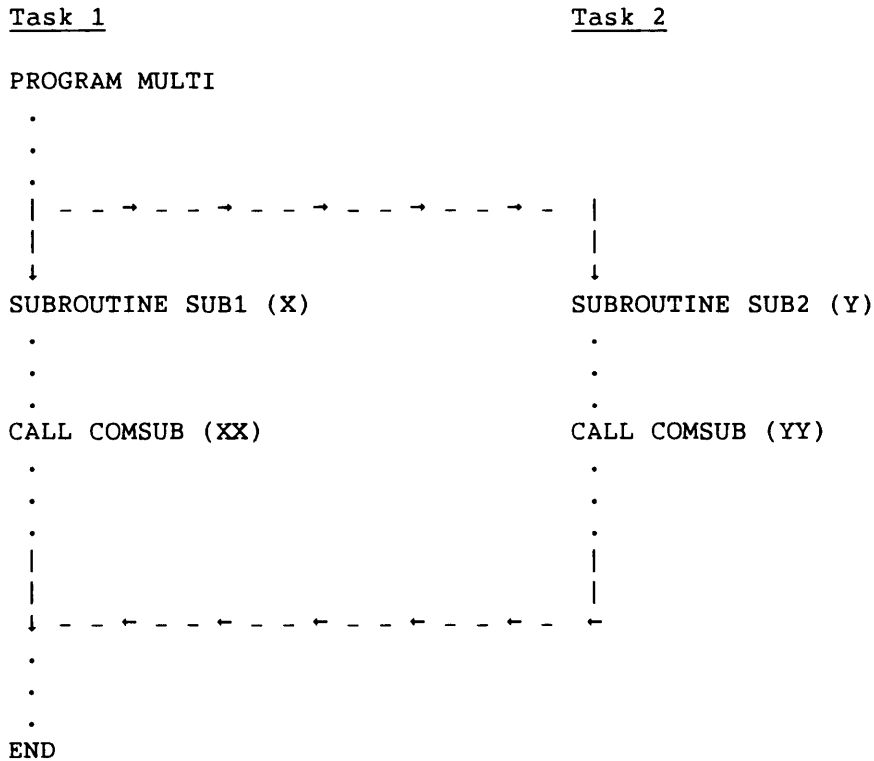 Task 1 Task 2
PROGRAM MULTI
.
.
.
| _ _ → _ _ → _ _ → _ _ → _ _ → _ |
| |
↓ ↓
SUBROUTINE SUB1 (X) SUBROUTINE SUB2 (Y)
. .
. .
. .
CALL COMSUB (XX) CALL COMSUB (YY)
. .
. .
. .
| |
| |
↓ _ _ ← _ _ ← _ _ ← _ _ ← _ _ ← _ ←
.
.
.
END